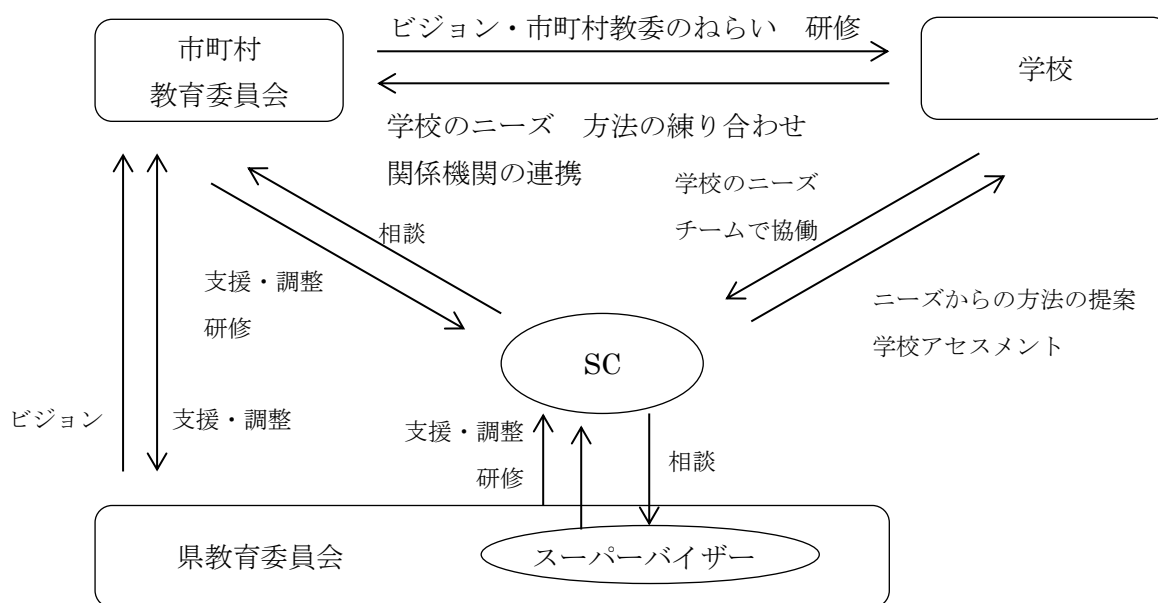 ビジョン・市町村教委のねらい　研修
市町村
教育委員会
学校
学校のニーズ　方法の練り合わせ
関係機関の連携
学校のニーズ
チームで協働
相談
支援・調整
研修
ニーズからの方法の提案
学校アセスメント
SC
ビジョン
支援・調整
支援・調整
研修
相談
県教育委員会
スーパーバイザー